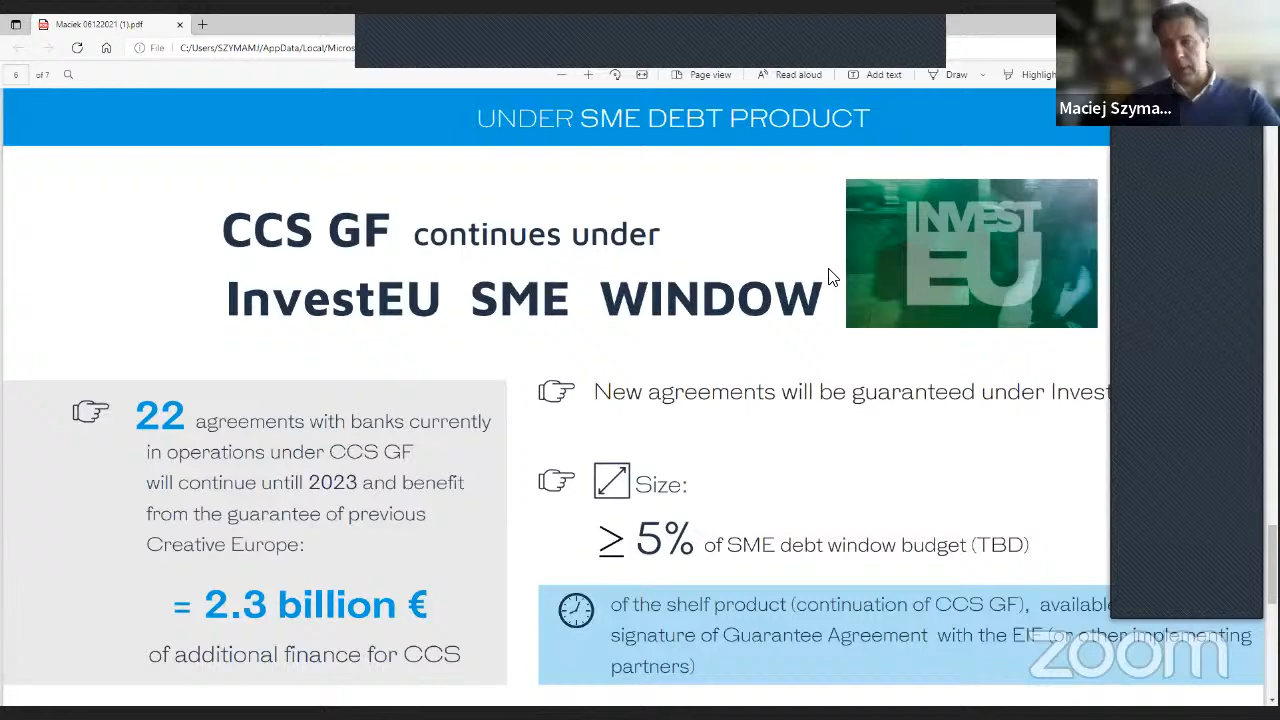 Maciek 06122021 (1).pdf
File C:/Users/SZYMAMJ/AppData/Local/Micros
6 of 7 Page view Read aloud Add text Draw Highligh
Maciej Szyma...
UNDER SME DEBT PRODUCT
CCS GF continues under
InvestEU SME WINDOW
INVEST
EU
22 agreements with banks currently
in operations under CCS GF
will continue untill 2023 and benefit
from the guarantee of previous
Creative Europe:
= 2.3 billion €
of additional finance for CCS
New agreements will be guaranteed under Invest
Size:
≥ 5% of SME debt window budget (TBD)
of the shelf product (continuation of CCS GF), available
signature of Guarantee Agreement with the EIF (or other implementing
partners)
zoom